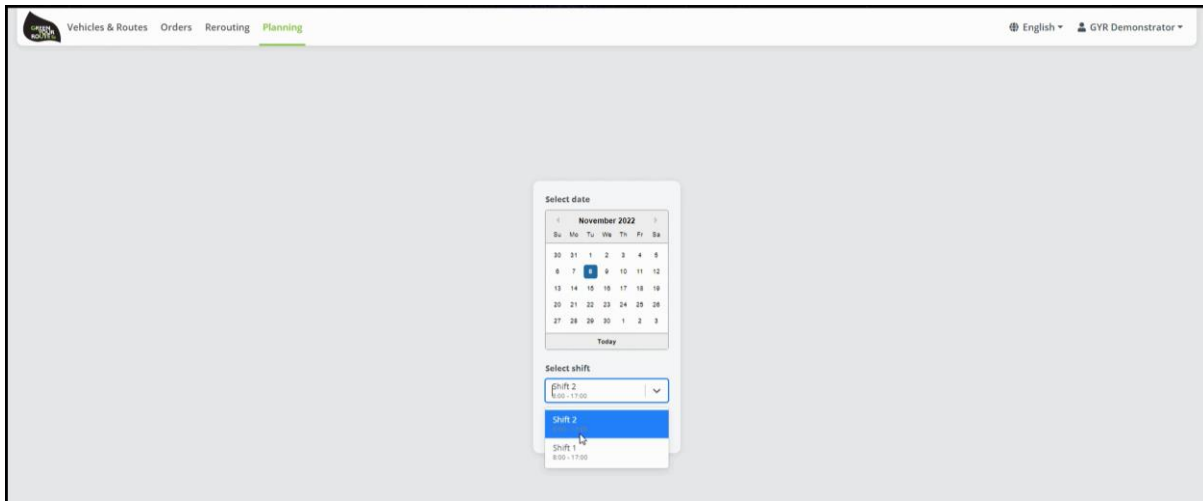 GREEN YOUR ROUTE
Vehicles & Routes Orders Rerouting Planning
English GYR Demonstrator
Select date
November 2022
Su Mo Tu We Th Fr Sa
30 31 1 2 3 4 5
6 7 8 9 10 11 12
13 14 15 16 17 18 19
20 21 22 23 24 25 26
27 28 29 30 1 2 3
Today
Select shift
Shift 2
8:00 - 17:00
Shift 2
Shift 1
8:00 - 17:00